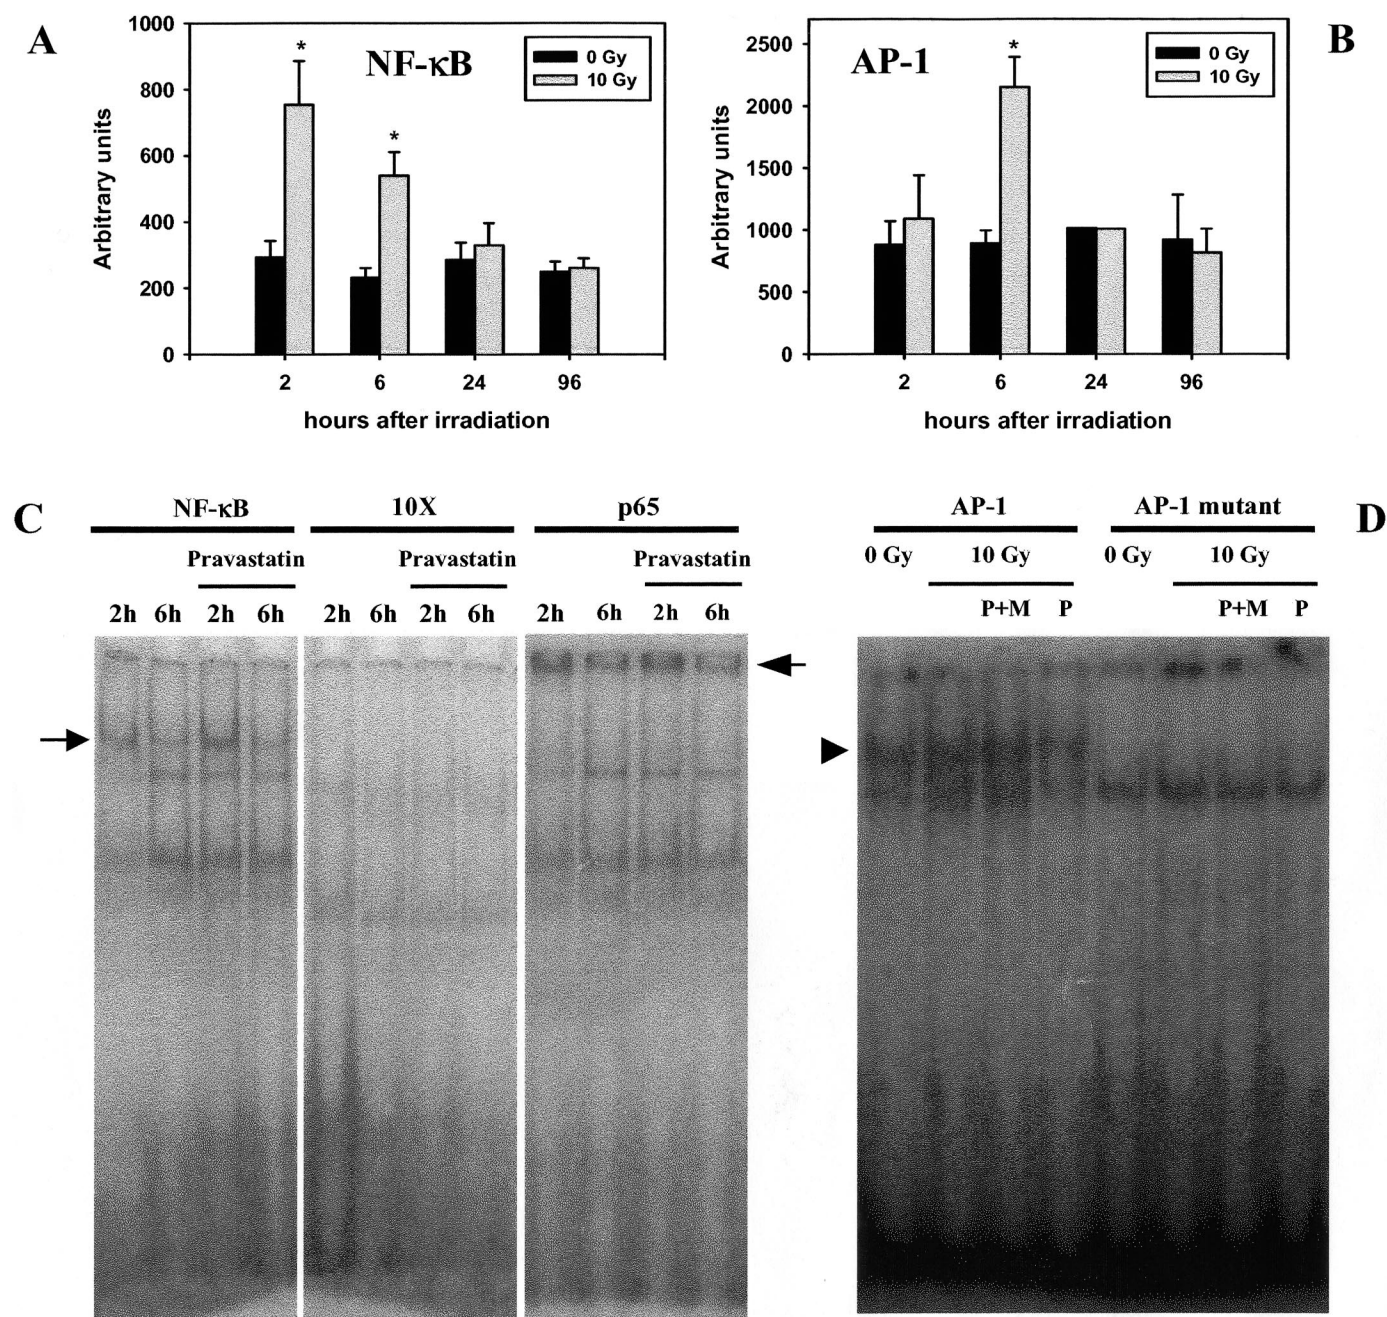 A
NF-κB
0 Gy
10 Gy
Arbitrary units
1000
800
600
400
200
0
*
*
2 6 24 96
hours after irradiation
B
AP-1
0 Gy
10 Gy
Arbitrary units
2500
2000
1500
1000
500
0
*
2 6 24 96
hours after irradiation
C
NF-κB 10X p65
Pravastatin Pravastatin Pravastatin
2h 6h 2h 6h 2h 6h 2h 6h 2h 6h 2h 6h
D
AP-1 AP-1 mutant
0 Gy 10 Gy 0 Gy 10 Gy
P+M P P+M P